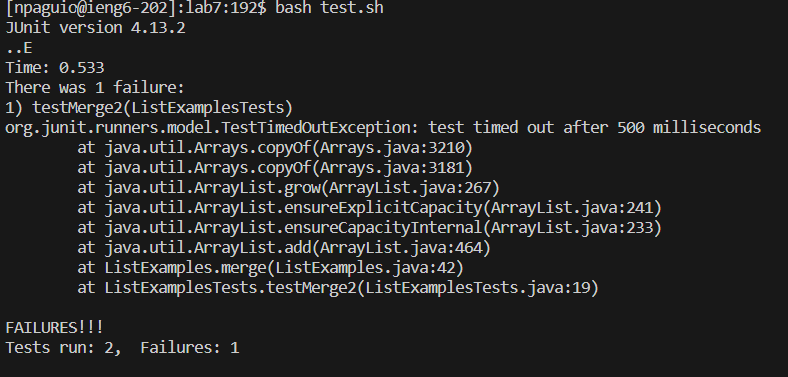 [npaguio@ieng6-202]:lab7:192$ bash test.sh
JUnit version 4.13.2
..E
Time: 0.533
There was 1 failure:
1) testMerge2(ListExamplesTests)
org.junit.runners.model.TestTimedOutException: test timed out after 500 milliseconds
        at java.util.Arrays.copyOf(Arrays.java:3210)
        at java.util.Arrays.copyOf(Arrays.java:3181)
        at java.util.ArrayList.grow(ArrayList.java:267)
        at java.util.ArrayList.ensureExplicitCapacity(ArrayList.java:241)
        at java.util.ArrayList.ensureCapacityInternal(ArrayList.java:233)
        at java.util.ArrayList.add(ArrayList.java:464)
        at ListExamples.merge(ListExamples.java:42)
        at ListExamplesTests.testMerge2(ListExamplesTests.java:19)

FAILURES!!!
Tests run: 2,  Failures: 1